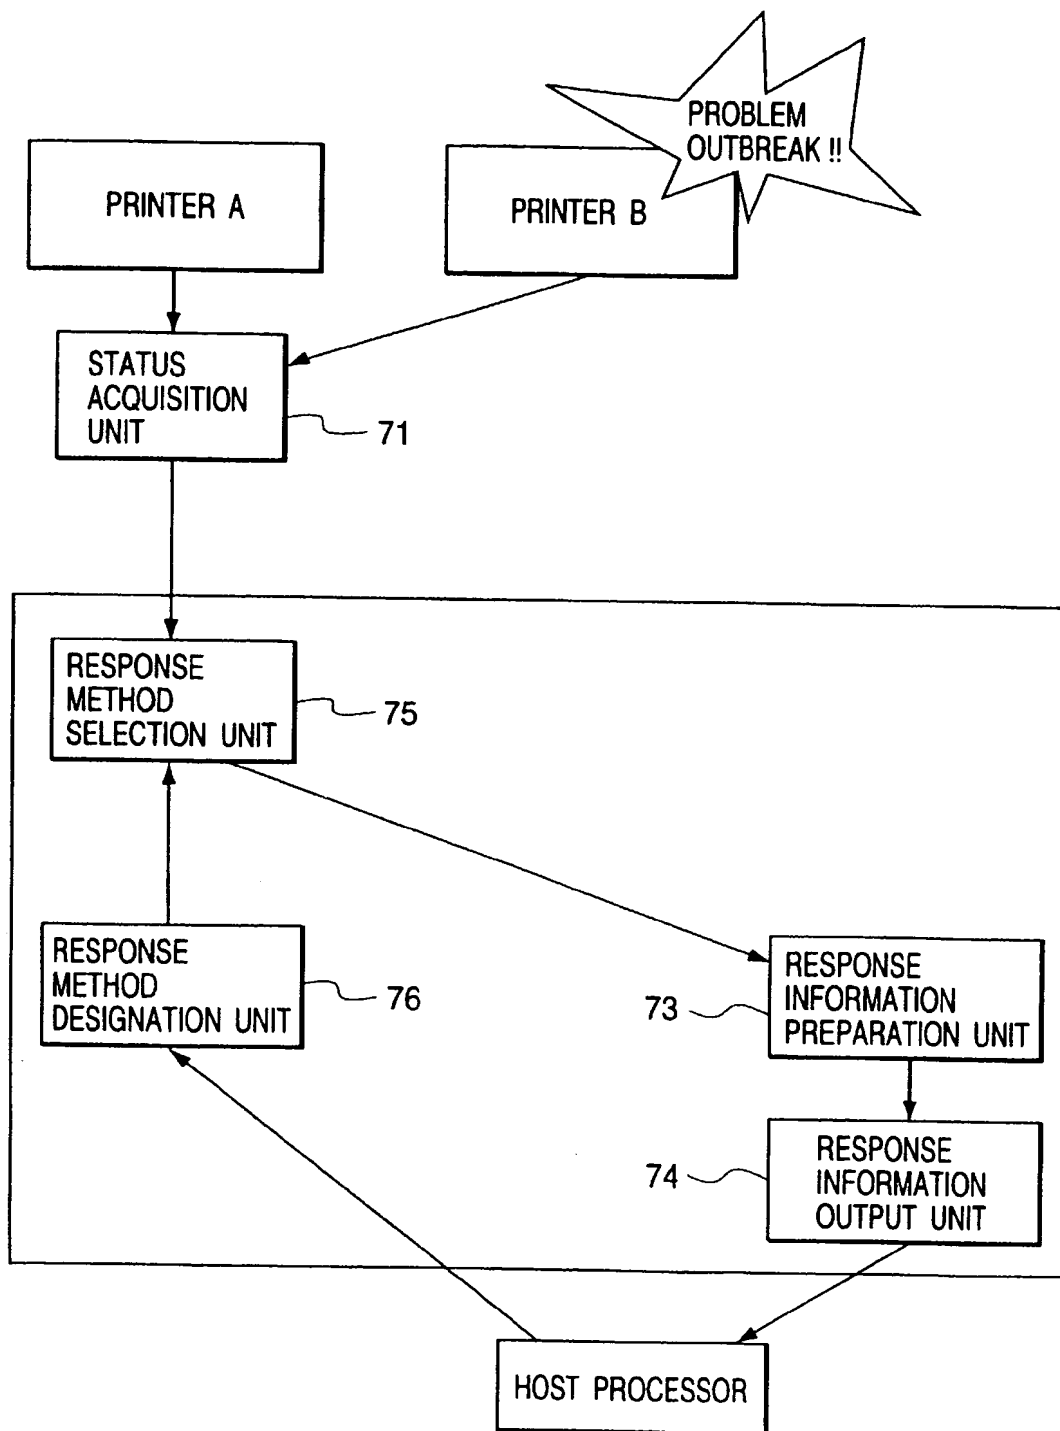 PROBLEM
OUTBREAK !!
PRINTER A
PRINTER B
STATUS
ACQUISITION
UNIT
71
RESPONSE
METHOD
SELECTION UNIT
75
RESPONSE
METHOD
DESIGNATION UNIT
76
73
RESPONSE
INFORMATION
PREPARATION UNIT
74
RESPONSE
INFORMATION
OUTPUT UNIT
HOST PROCESSOR